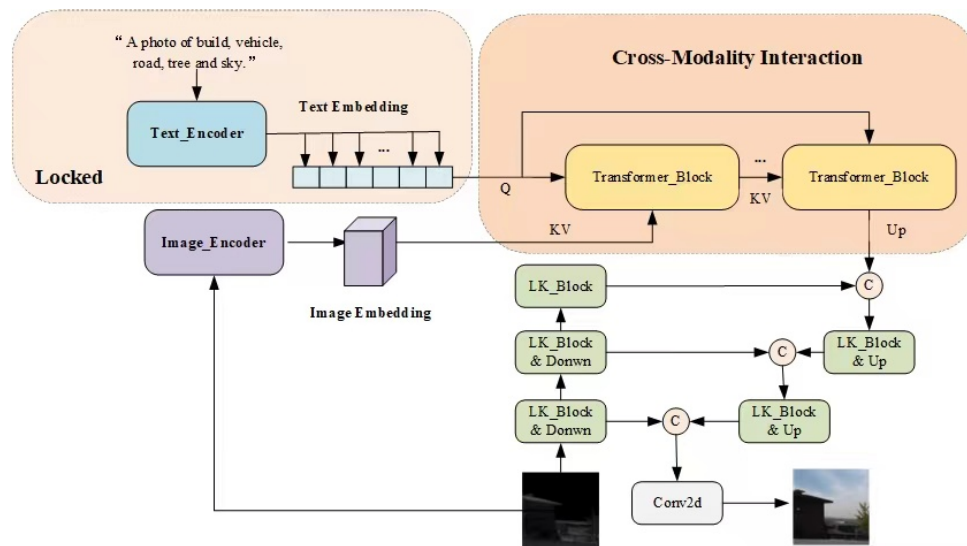 “ A photo of build, vehicle,
road, tree and sky.”
Text_Encoder
Text Embedding
...
Locked
Cross-Modality Interaction
Q
Transformer_Block
...
KV
Transformer_Block
Image_Encoder
KV
Up
Image Embedding
LK_Block
C
LK_Block
& Donwn
C
LK_Block
& Up
LK_Block
& Donwn
C
LK_Block
& Up
Conv2d